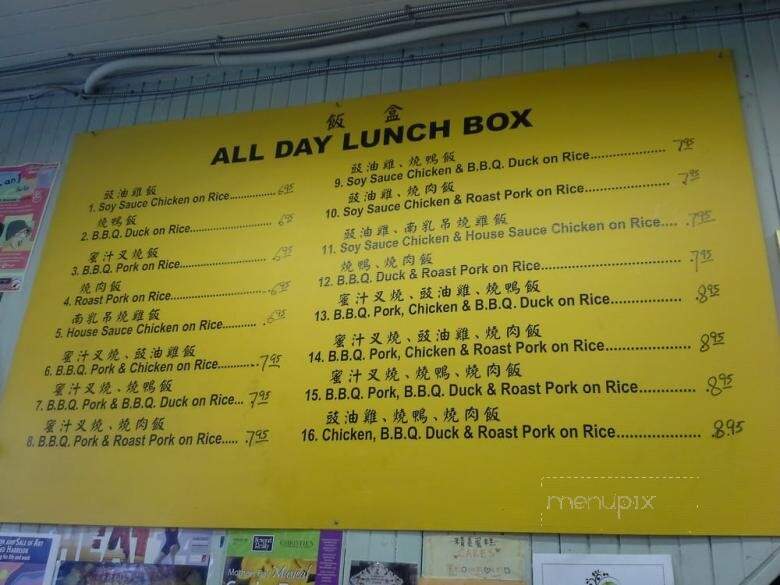 飯 盒
ALL DAY LUNCH BOX
豉油雞飯
1. Soy Sauce Chicken on Rice............ 6.95
燒鴨飯
2. B.B.Q. Duck on Rice..................... 6.95
蜜汁叉燒飯
3. B.B.Q. Pork on Rice........................ 6.95
燒肉飯
4. Roast Pork on Rice........................ 6.95
南乳吊燒雞飯
5. House Sauce Chicken on Rice.......... .6.95
蜜汁叉燒、豉油雞飯
6. B.B.Q. Pork & Chicken on Rice........... 7.95
蜜汁叉燒、燒鴨飯
7. B.B.Q. Pork & B.B.Q. Duck on Rice... 7.95
蜜汁叉燒、燒肉飯
8. B.B.Q. Pork & Roast Pork on Rice..... .7.95
豉油雞、燒鴨飯
9. Soy Sauce Chicken & B.B.Q. Duck on Rice.................... 7.95
豉油雞、燒肉飯
10. Soy Sauce Chicken & Roast Pork on Rice..................... 7.95
豉油雞、南乳吊燒雞飯
11. Soy Sauce Chicken & House Sauce Chicken on Rice.... .7.95
燒鴨、燒肉飯
12. B.B.Q. Duck & Roast Pork on Rice............................... 7.95
蜜汁叉燒、豉油雞、燒鴨飯
13. B.B.Q. Pork, Chicken & B.B.Q. Duck on Rice................. .8.95
蜜汁叉燒、豉油雞、燒肉飯
14. B.B.Q. Pork, Chicken & Roast Pork on Rice.................... 8.95
蜜汁叉燒、燒鴨、燒肉飯
15. B.B.Q. Pork, B.B.Q. Duck & Roast Pork on Rice............. .8.95
豉油雞、燒鴨、燒肉飯
16. Chicken, B.B.Q. Duck & Roast Pork on Rice.................. .8.95
menupix
HEAT
CHRISTIE'S
CAKES